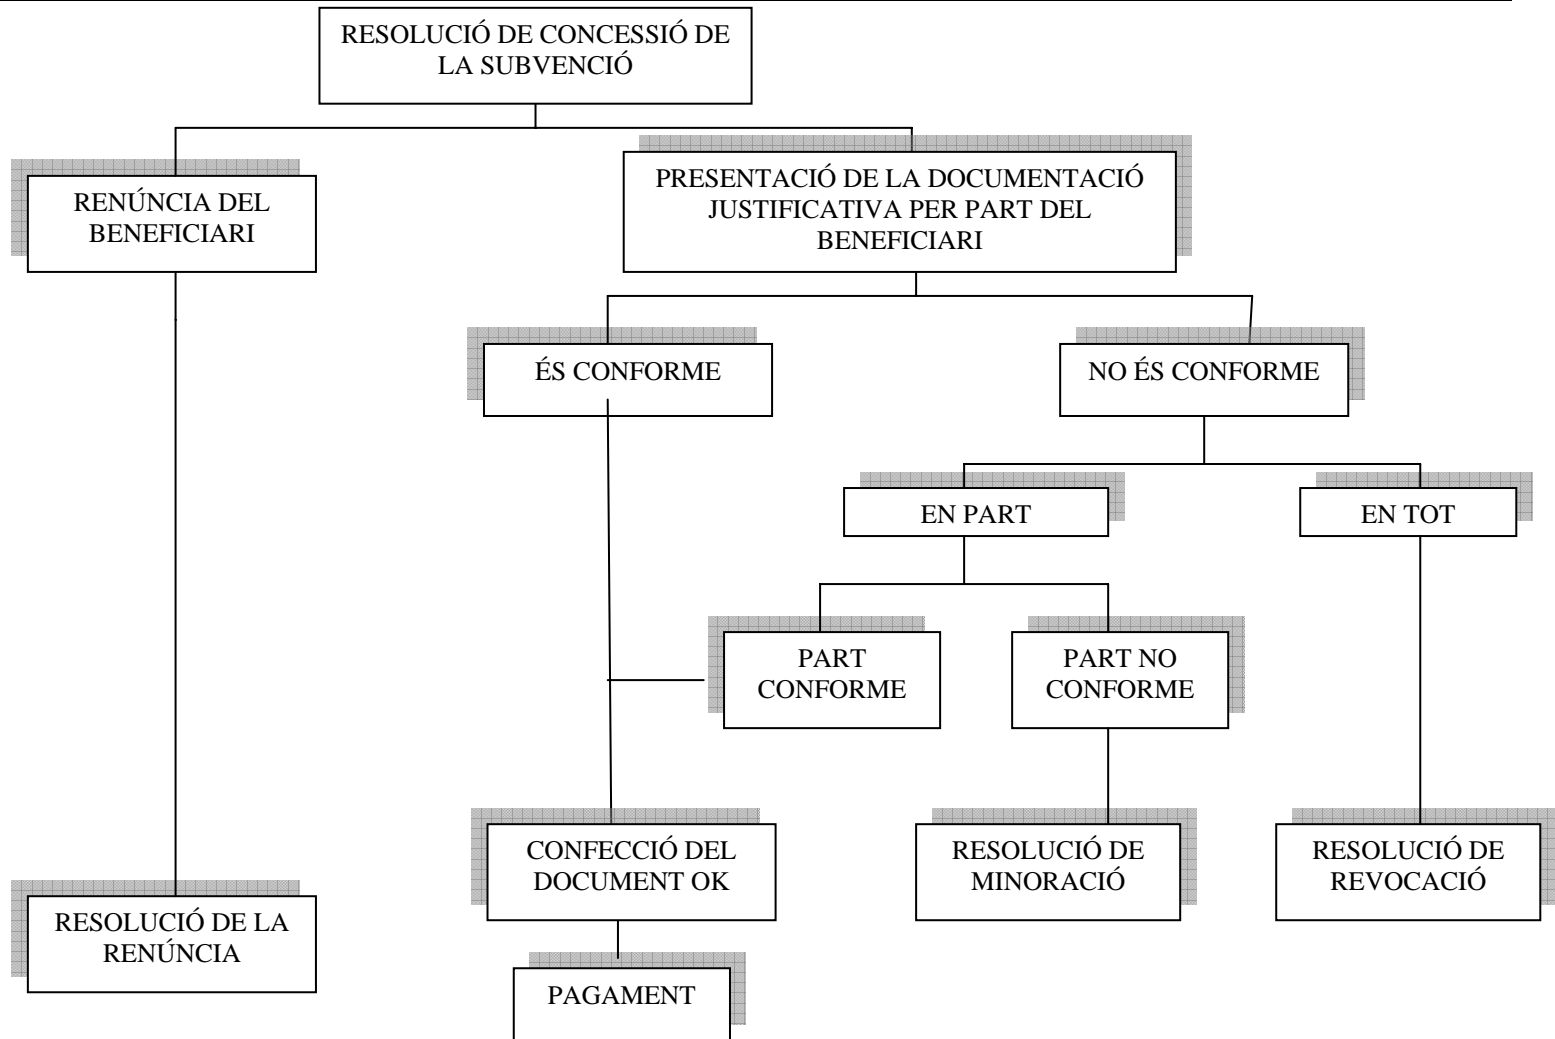 RESOLUCIÓ DE CONCESSIÓ DE
LA SUBVENCIÓ
RENÚNCIA DEL
BENEFICIARI
PRESENTACIÓ DE LA DOCUMENTACIÓ
JUSTIFICATIVA PER PART DEL
BENEFICIARI
ÉS CONFORME
NO ÉS CONFORME
EN PART
EN TOT
PART
CONFORME
PART NO
CONFORME
CONFECCIÓ DEL
DOCUMENT OK
RESOLUCIÓ DE
MINORACIÓ
RESOLUCIÓ DE
REVOCACIÓ
RESOLUCIÓ DE LA
RENÚNCIA
PAGAMENT